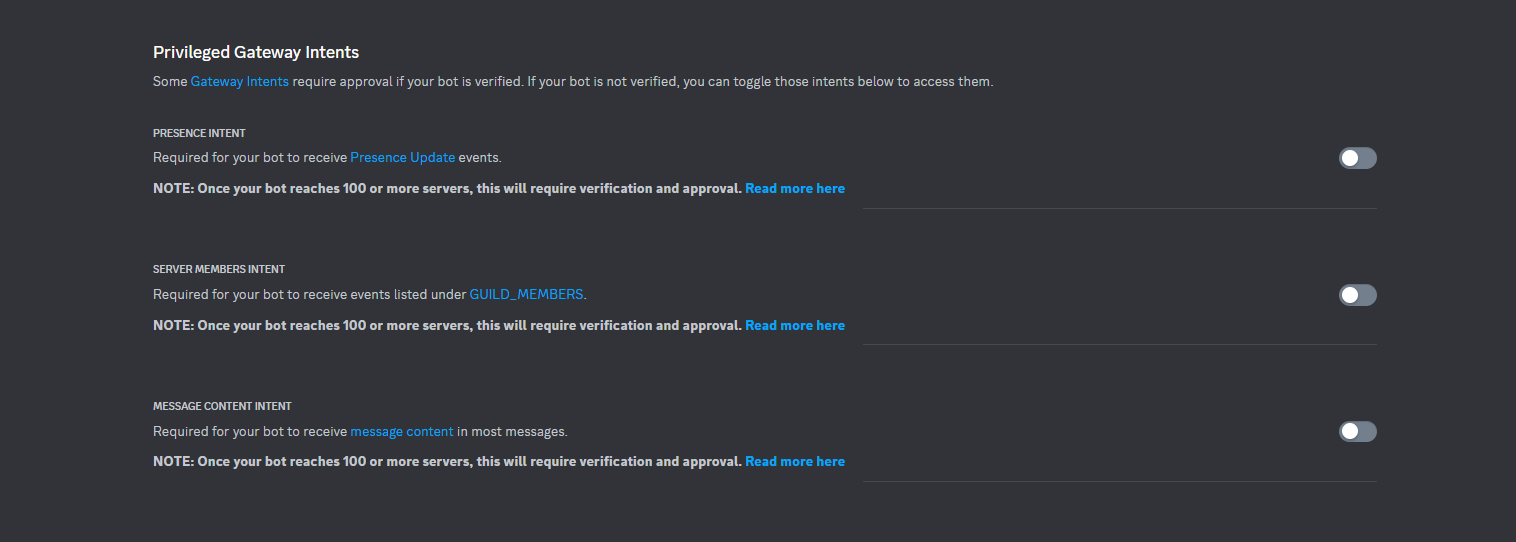 Privileged Gateway Intents
Some Gateway Intents require approval if your bot is verified. If your bot is not verified, you can toggle those intents below to access them.
PRESENCE INTENT
Required for your bot to receive Presence Update events.
NOTE: Once your bot reaches 100 or more servers, this will require verification and approval. Read more here
SERVER MEMBERS INTENT
Required for your bot to receive events listed under GUILD_MEMBERS.
NOTE: Once your bot reaches 100 or more servers, this will require verification and approval. Read more here
MESSAGE CONTENT INTENT
Required for your bot to receive message content in most messages.
NOTE: Once your bot reaches 100 or more servers, this will require verification and approval. Read more here